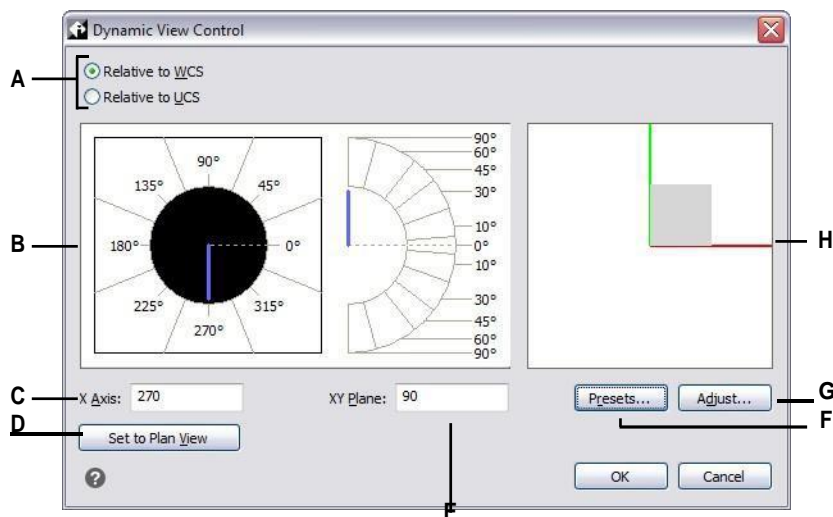 Dynamic View Control
A
Relative to WCS
Relative to UCS
B
90°
135°
45°
180°
0°
225°
315°
270°
90°
60°
45°
30°
10°
0°
10°
30°
45°
60°
90°
H
C
X Axis: 270
XY Plane: 90
Presets...
Adjust...
G
F
D
Set to Plan View
?
OK
Cancel